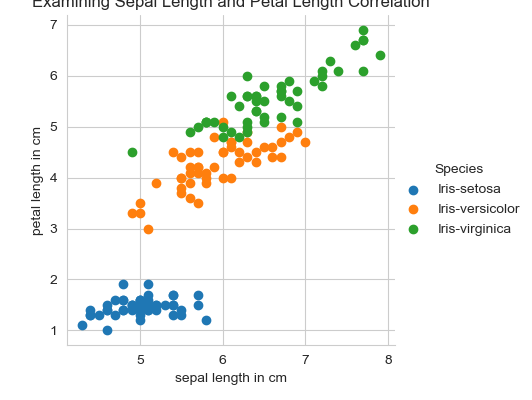 Examining Sepal Length and Petal Length Correlation
7
6
5
4
3
2
1
petal length in cm
5 6 7 8
sepal length in cm
Species
Iris-setosa
Iris-versicolor
Iris-virginica